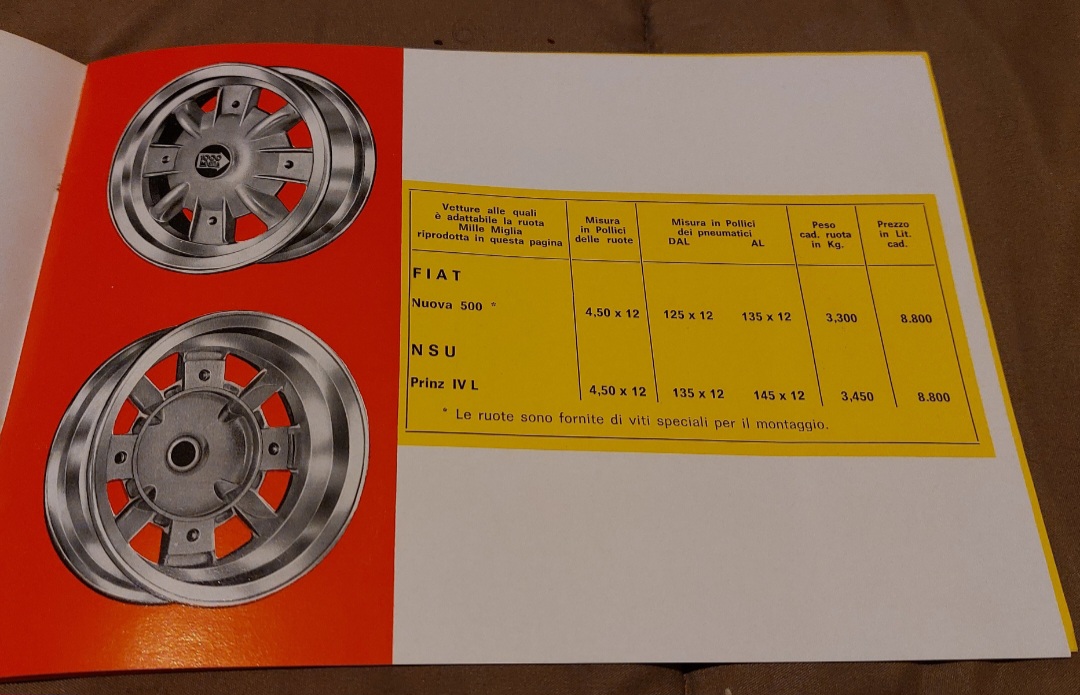 Vetture alle quali
è adattabile la ruota
Mille Miglia
riprodotta in questa pagina
Misura
in Pollici
delle ruote
Misura in Pollici
dei pneumatici
DAL AL
Peso
cad. ruota
in Kg.
Prezzo
in Lit.
cad.
FIAT
Nuova 500 * 4,50 x 12 125 x 12 135 x 12 3,300 8.800
NSU
Prinz IV L 4,50 x 12 135 x 12 145 x 12 3,450 8.800
* Le ruote sono fornite di viti speciali per il montaggio.